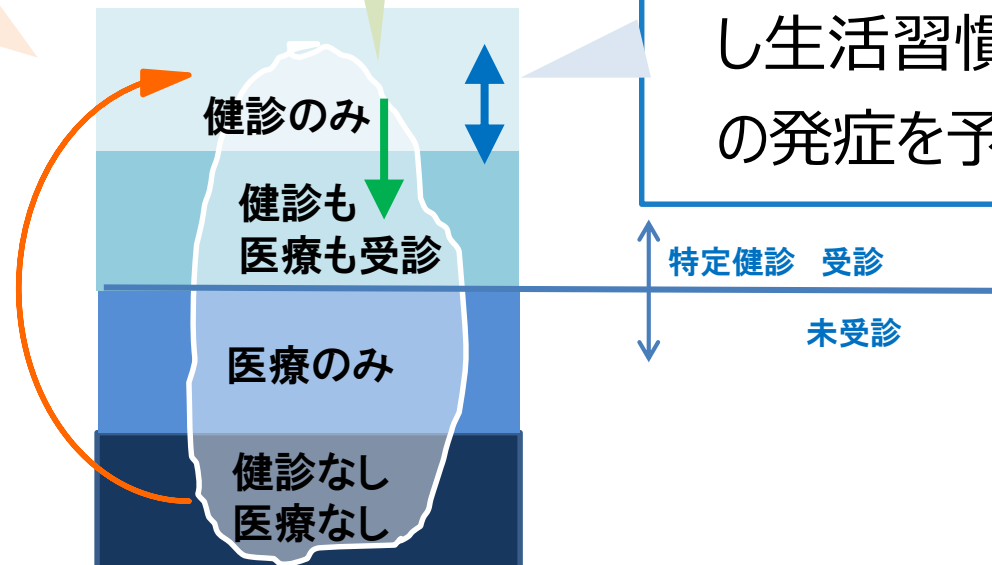 し生活習慣
の発症を予
健診のみ
健診も
医療も受診
特定健診 受診
未受診
医療のみ
健診なし
医療なし